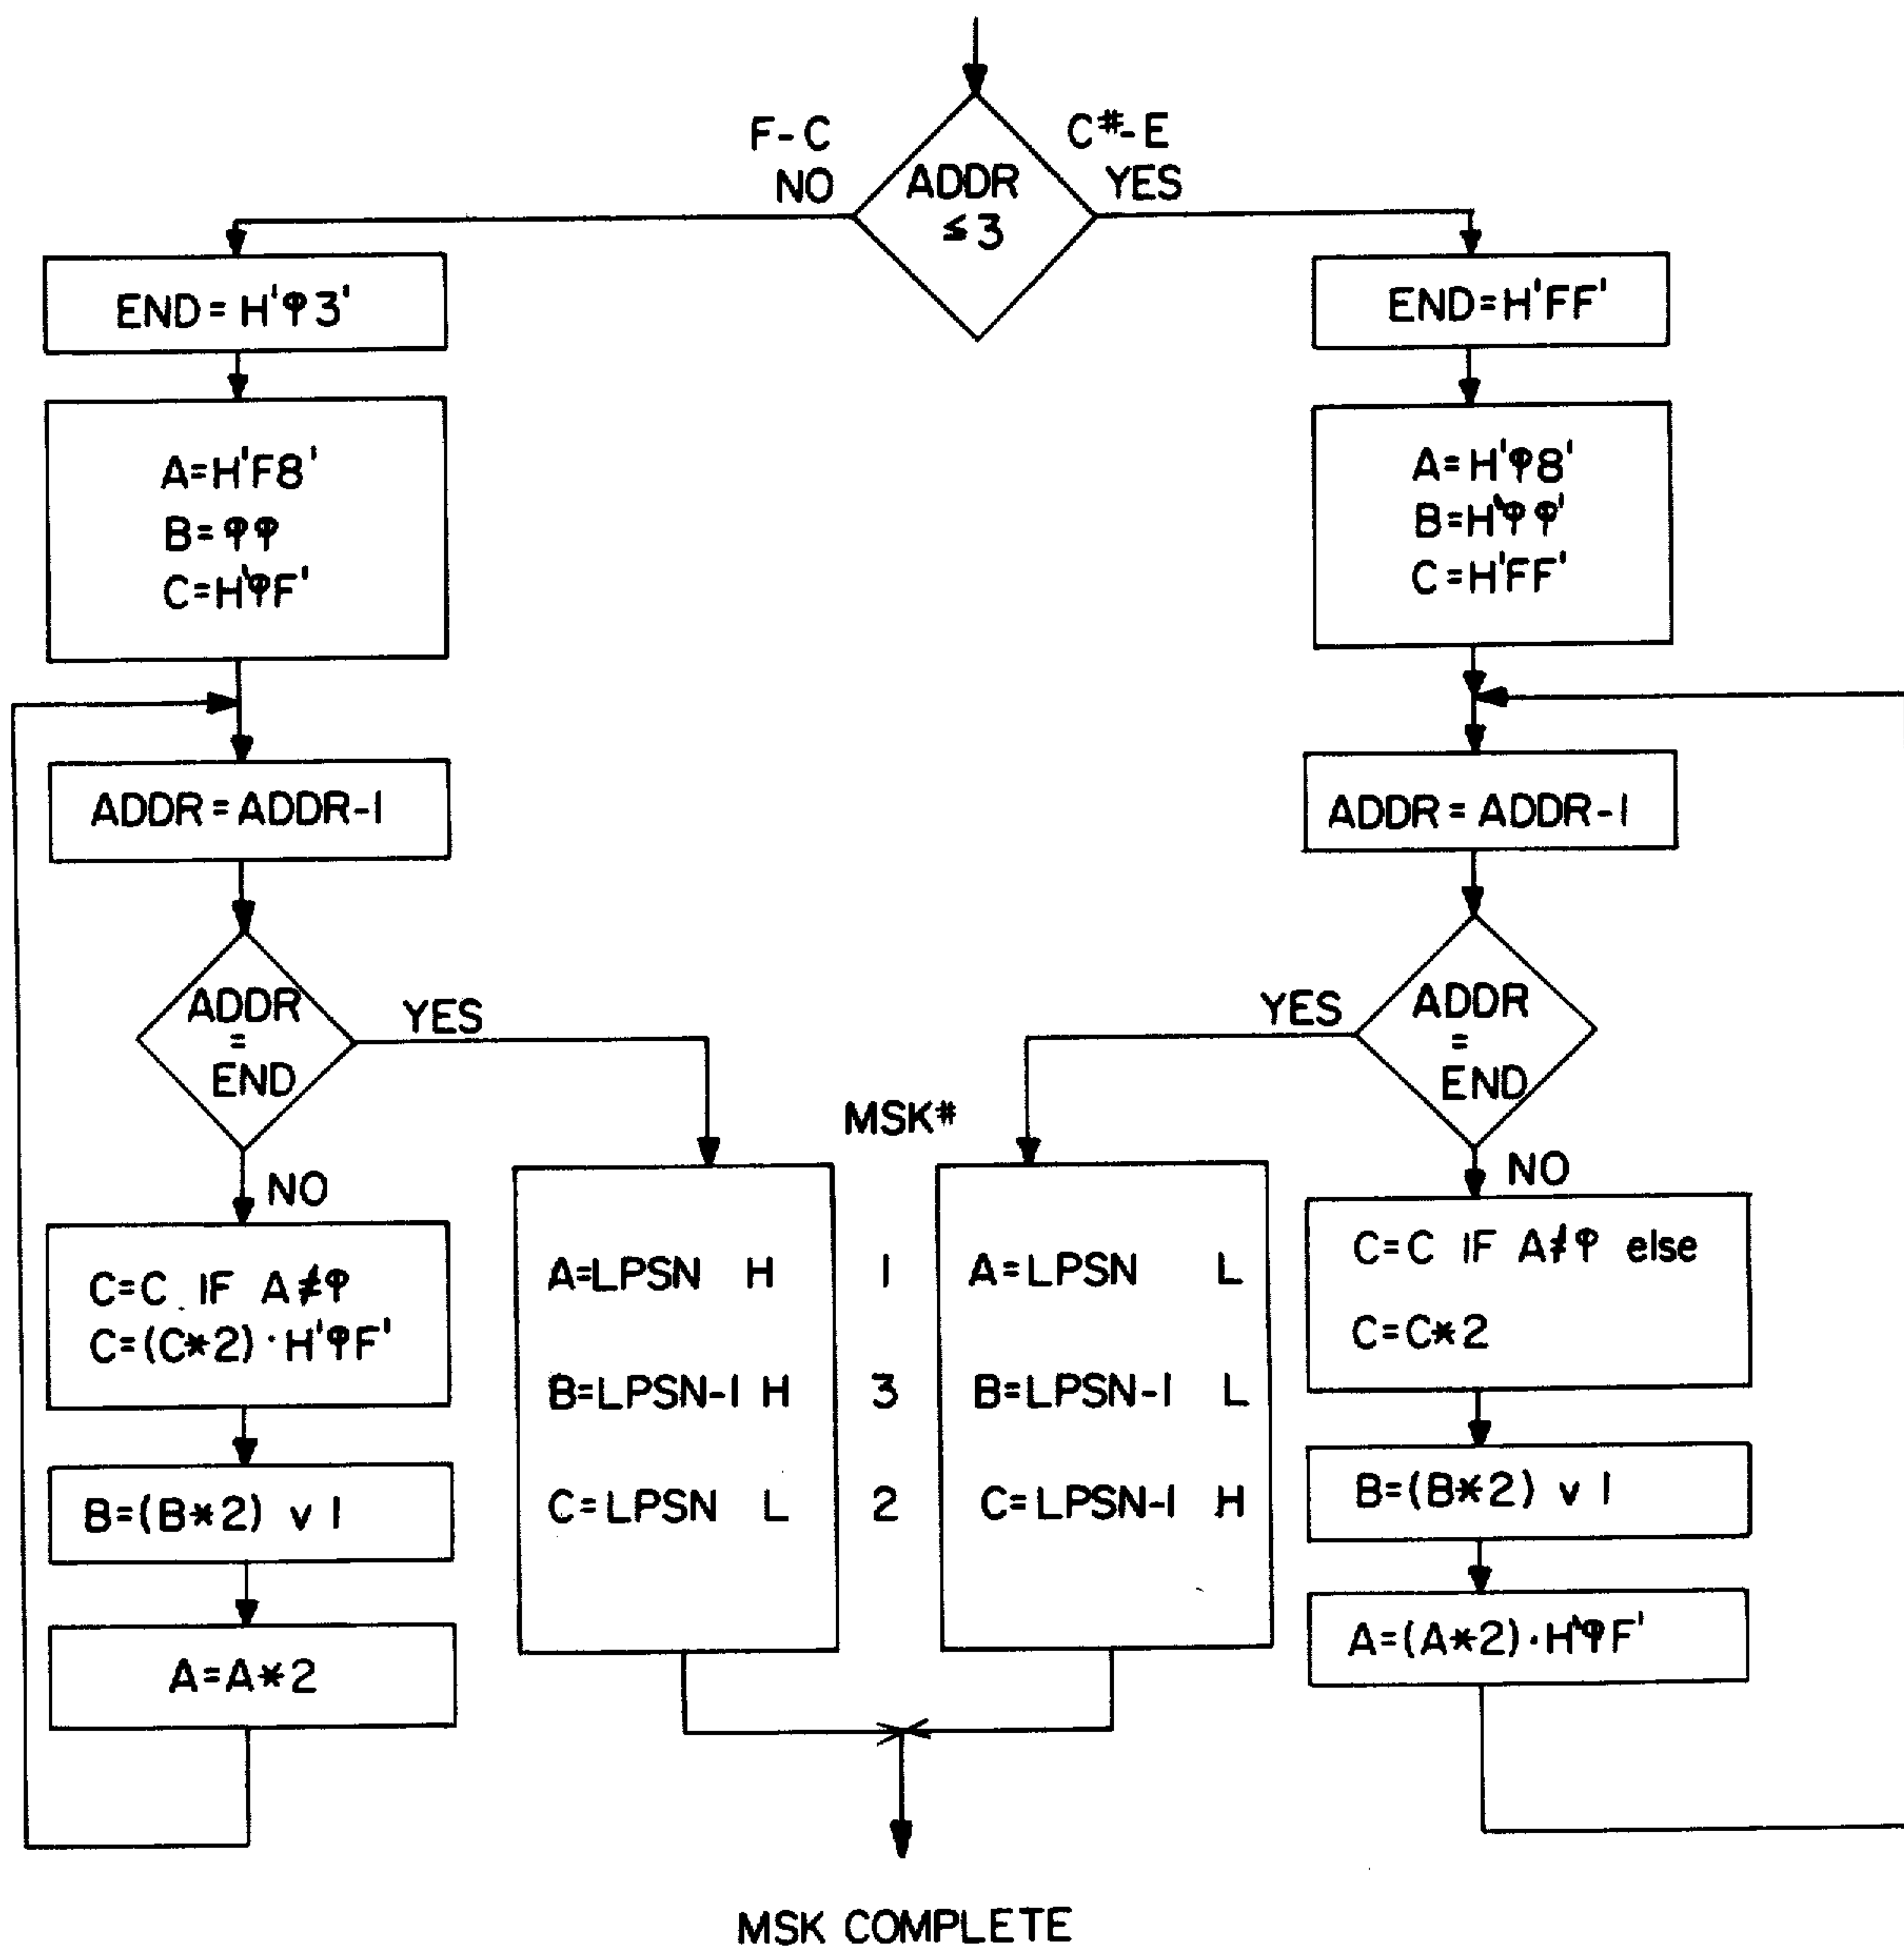 F-C
NO
C#-E
YES
ADDR
≤3
END=H'φ3'
END=H'FF'
A=H'F8'
B=φφ
C=H'φF'
A=H'φ8'
B=H'φφ'
C=H'FF'
ADDR=ADDR-1
ADDR=ADDR-1
ADDR
=
END
YES
NO
YES
ADDR
=
END
NO
MSK#
C=C IF A≠φ
C=(C*2)·H'φF'
A=LPSN H
B=LPSN-1 H
C=LPSN L
1
3
2
A=LPSN L
B=LPSN-1 L
C=LPSN-1 H
C=C IF A≠φ else
C=C*2
B=(B*2) v 1
B=(B*2) v 1
A=A*2
A=(A*2)·H'φF'
MSK COMPLETE